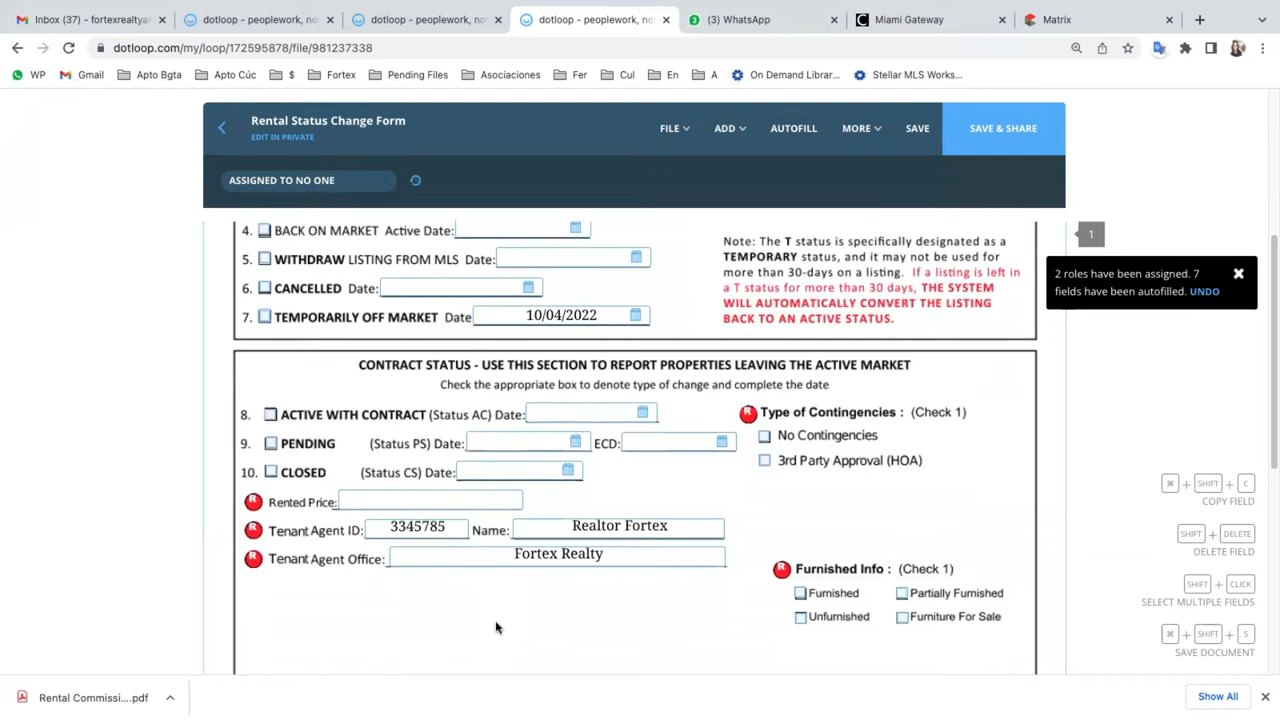 Inbox (37) - fortexrealtya
dotloop - peoplework, no
dotloop - peoplework, no
dotloop - peoplework, no
(3) WhatsApp
Miami Gateway
Matrix
dotloop.com/my/loop/172595878/file/981237338
WP
Gmail
Apto Bgta
Apto Cúc
$
Fortex
Pending Files
Asociaciones
Fer
Cul
En
A
On Demand Librar...
Stellar MLS Works...
Rental Status Change Form
EDIT IN PRIVATE
FILE
ADD
AUTOFILL
MORE
SAVE
SAVE & SHARE
ASSIGNED TO NO ONE
4. BACK ON MARKET Active Date:
5. WITHDRAW LISTING FROM MLS Date:
6. CANCELLED Date:
7. TEMPORARILY OFF MARKET Date 10/04/2022
Note: The T status is specifically designated as a
TEMPORARY status, and it may not be used for
more than 30-days on a listing. If a listing is left in
a T status for more than 30 days, THE SYSTEM
WILL AUTOMATICALLY CONVERT THE LISTING
BACK TO AN ACTIVE STATUS.
1
2 roles have been assigned. 7
fields have been autofilled. UNDO
CONTRACT STATUS - USE THIS SECTION TO REPORT PROPERTIES LEAVING THE ACTIVE MARKET
Check the appropriate box to denote type of change and complete the date
8. ACTIVE WITH CONTRACT (Status AC) Date:
9. PENDING (Status PS) Date: ECD:
10. CLOSED (Status CS) Date:
R Rented Price:
R Tenant Agent ID: 3345785 Name: Realtor Fortex
R Tenant Agent Office: Fortex Realty
R Type of Contingencies : (Check 1)
No Contingencies
3rd Party Approval (HOA)
R Furnished Info : (Check 1)
Furnished Partially Furnished
Unfurnished Furniture For Sale
⌘ + SHIFT + C
COPY FIELD
SHIFT + DELETE
DELETE FIELD
SHIFT + CLICK
SELECT MULTIPLE FIELDS
⌘ + SHIFT + S
SAVE DOCUMENT
Rental Commissi....pdf
Show All